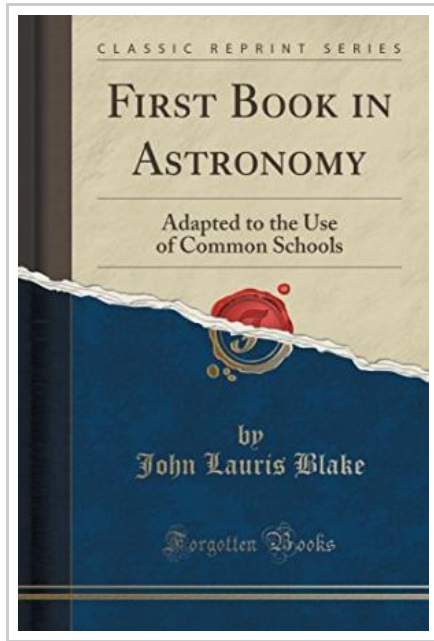 CLASSIC REPRINT SERIES
FIRST BOOK IN
ASTRONOMY
Adapted to the Use
of Common Schools
by
John Lauris Blake
Forgotten Books